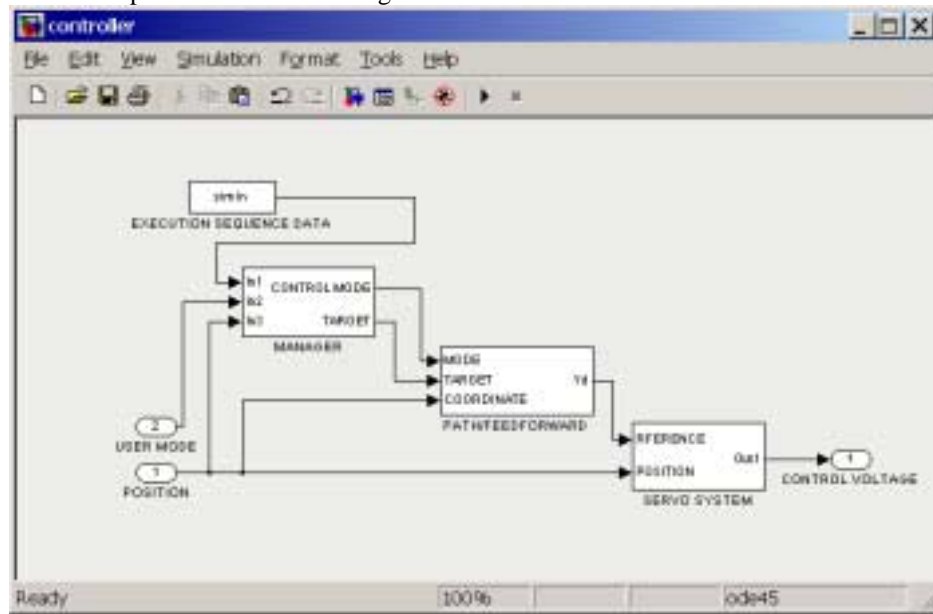 controller
File Edit View Simulation Format Tools Help
simin
EXECUTION SEQUENCE DATA
In1 CONTROL MODE
In2
In3 TARGET
MANAGER
MODE
TARGET Yd
COORDINATE
PATH/FEEDFORWARD
2
USER MODE
1
POSITION
RFERENCE
Out1
POSITION
SERVO SYSTEM
1
CONTROL VOLTAGE
Ready 100% ode45